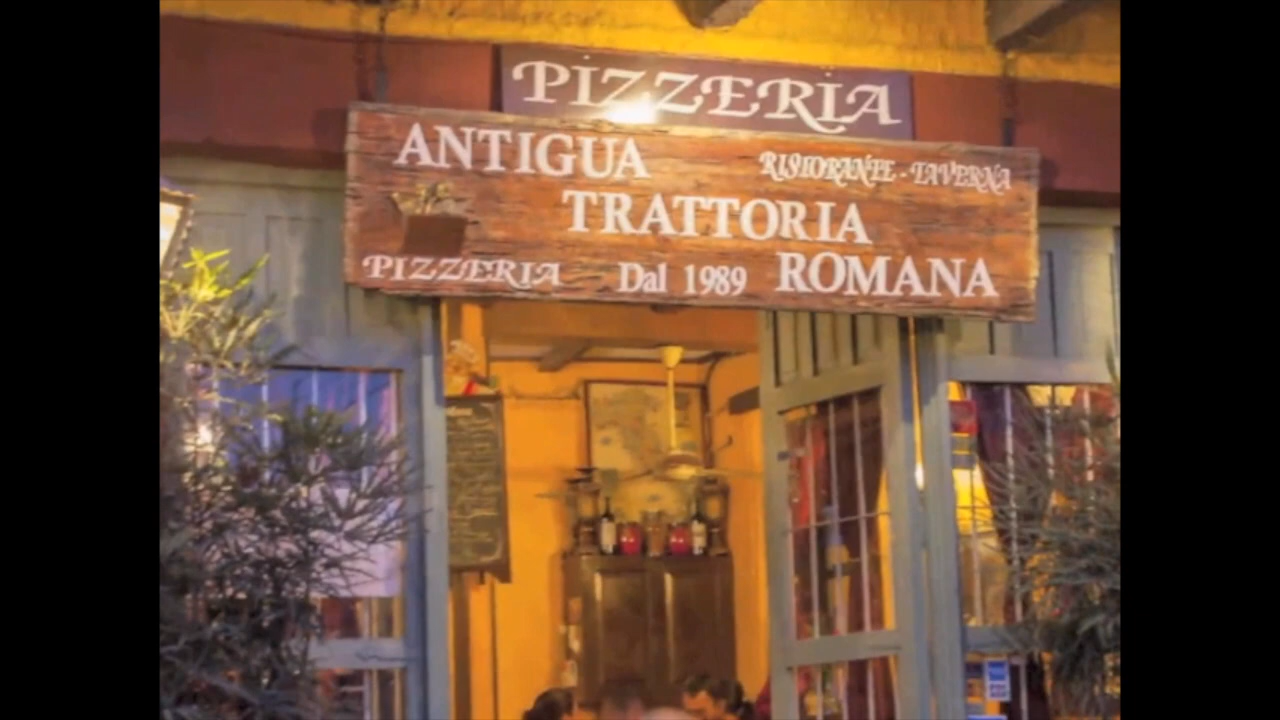 PIZZERIA
ANTIGUA
RISTORANTE - TAVERNA
TRATTORIA
PIZZERIA Dal 1989 ROMANA